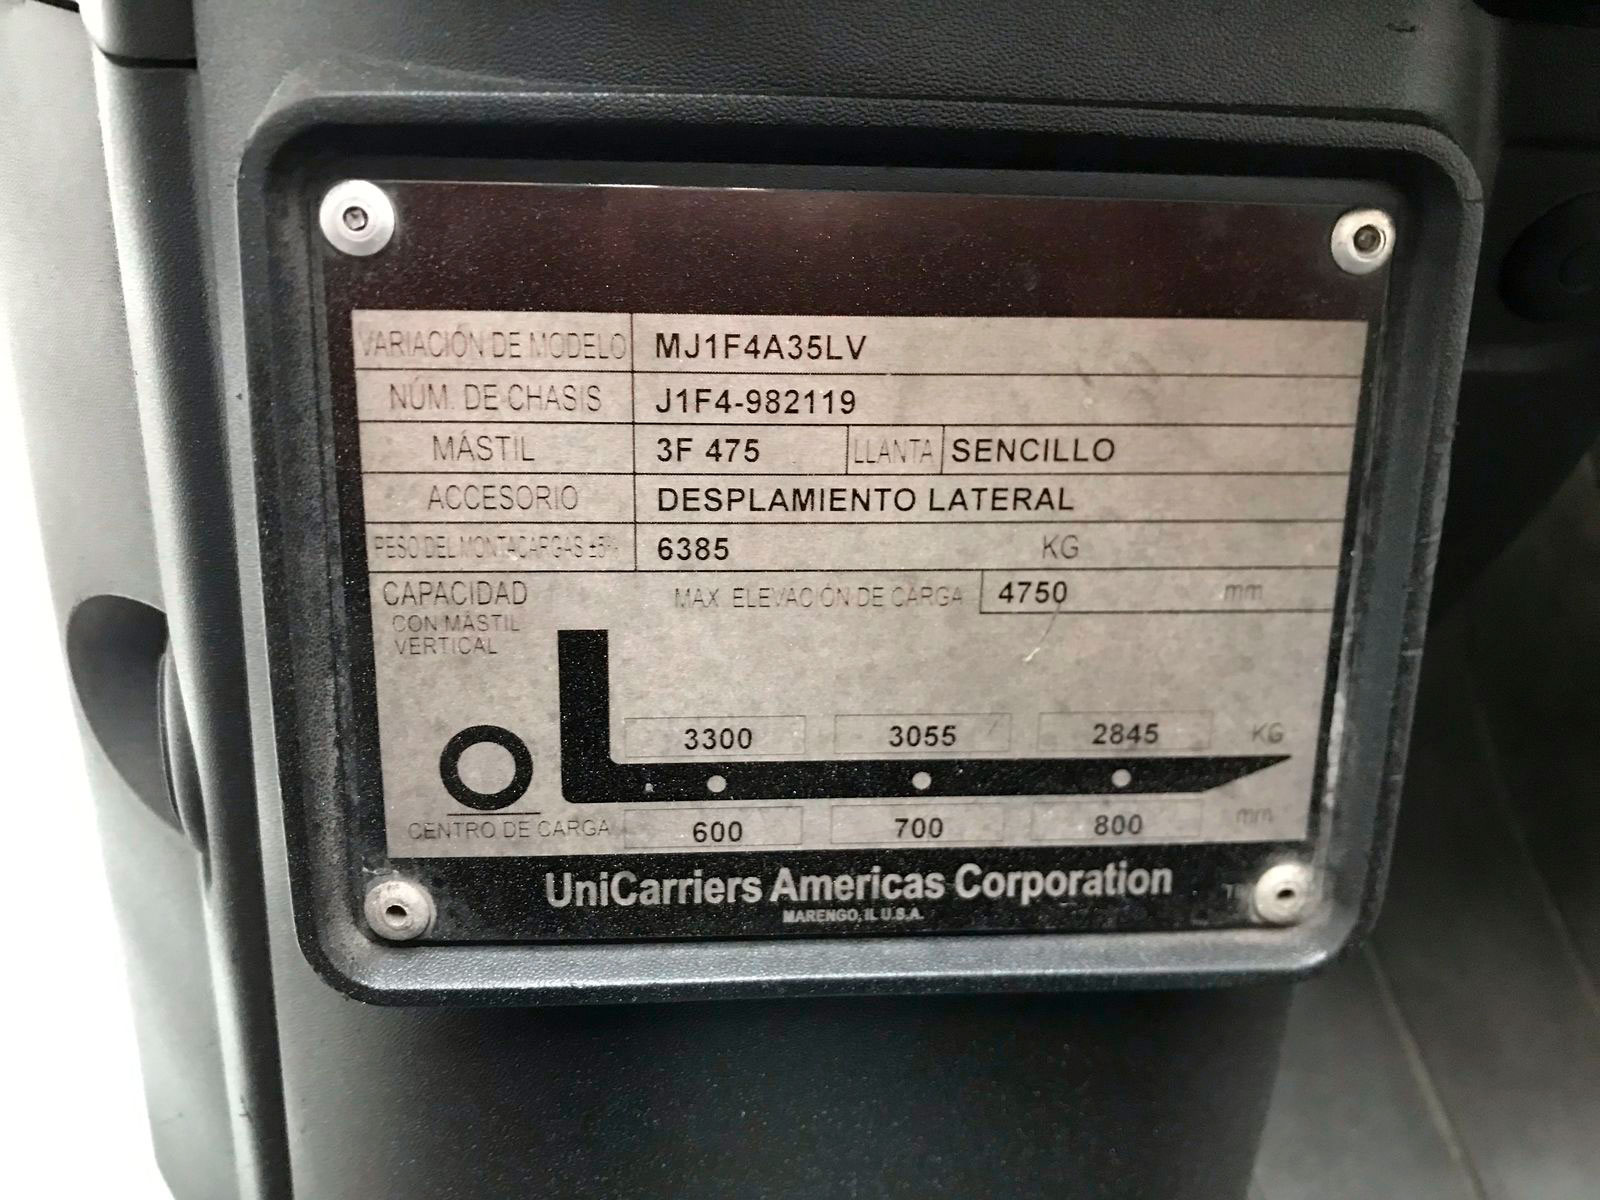 VARIACIÓN DE MODELO MJ1F4A35LV
NÚM. DE CHASIS J1F4-982119
MÁSTIL 3F 475 LLANTA SENCILLO
ACCESORIO DESPLAMIENTO LATERAL
PESO DEL MONTACARGAS ±5% 6385 KG
CAPACIDAD MAX. ELEVACIÓN DE CARGA 4750 mm
CON MÁSTIL
VERTICAL
3300 3055 2845 KG
CENTRO DE CARGA 600 700 800 mm
UniCarriers Americas Corporation
MARENGO, IL U.S.A.